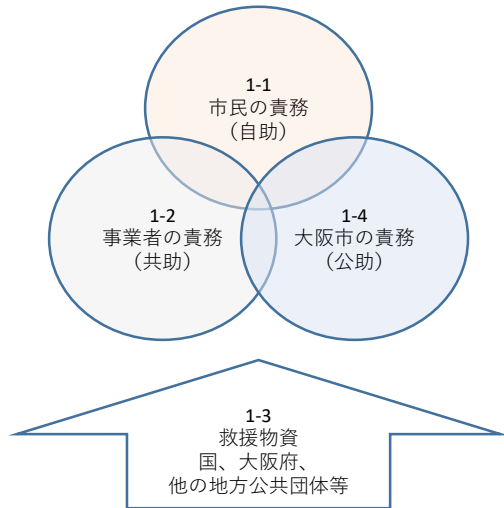 1-1
市民の責務
（自助）
1-2
事業者の責務
（共助）
1-4
大阪市の責務
（公助）
1-3
救援物資
国、大阪府、
他の地方公共団体等